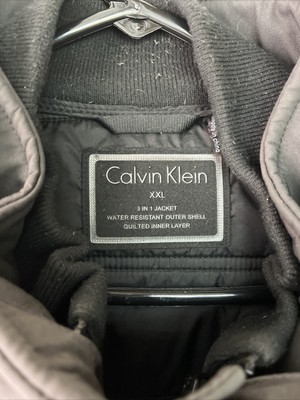 Calvin Klein
XXL
3 IN 1 JACKET
WATER RESISTANT OUTER SHELL
QUILTED INNER LAYER